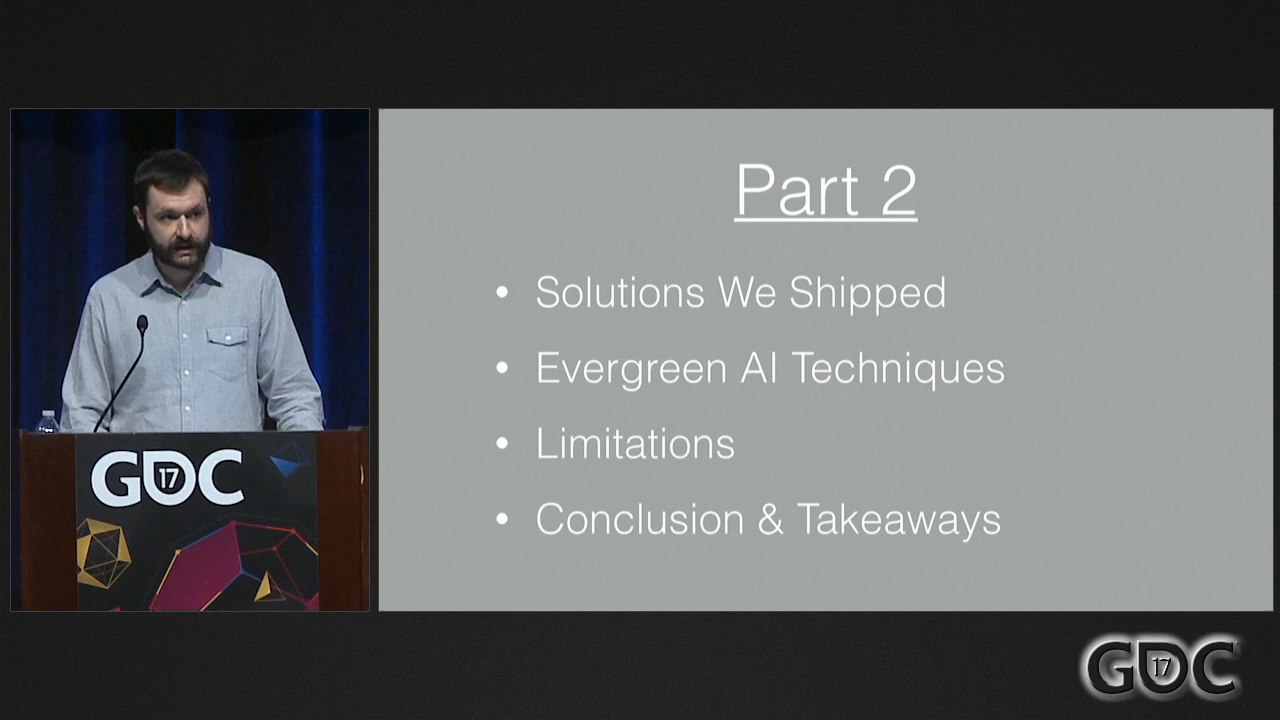 Part 2
• Solutions We Shipped
• Evergreen AI Techniques
• Limitations
• Conclusion & Takeaways
GDC 17
GDC 17